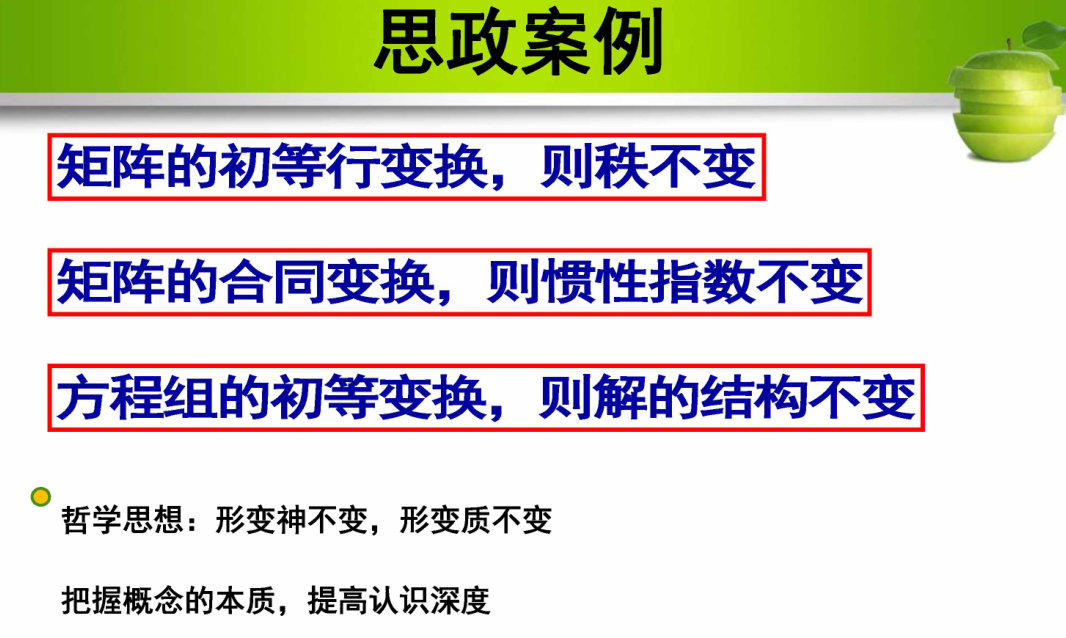 思政案例
矩阵的初等行变换，则秩不变
矩阵的合同变换，则惯性指数不变
方程组的初等变换，则解的结构不变
哲学思想：形变神不变，形变质不变
把握概念的本质，提高认识深度